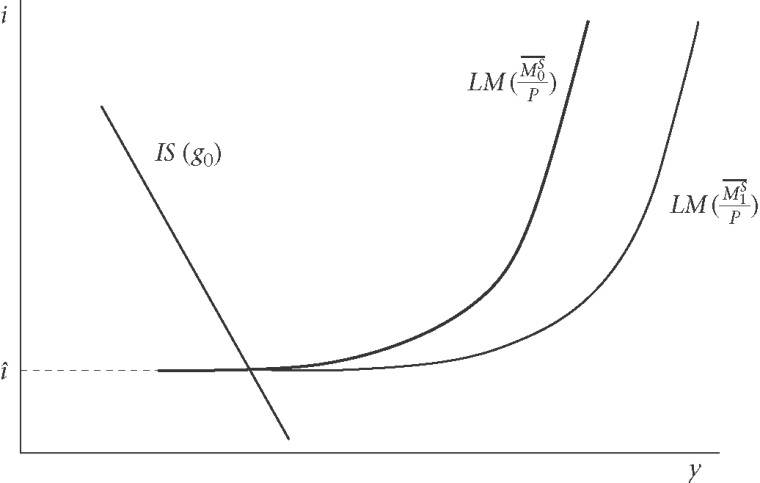 i
LM(M̅₀ˢ/P)
IS (g₀)
LM(M̅₁ˢ/P)
î
y